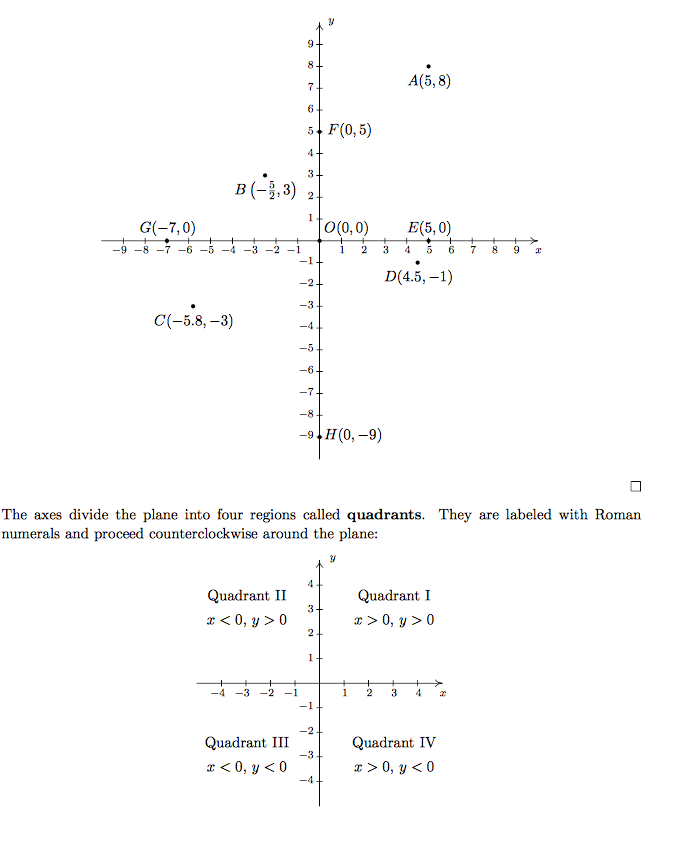 y
9
8
A(5, 8)
7
6
5 F(0, 5)
4
3
B (−5/2, 3) 2
1
G(−7, 0) O(0, 0) E(5, 0)
−9 −8 −7 −6 −5 −4 −3 −2 −1 1 2 3 4 5 6 7 8 9 x
−1
D(4.5, −1)
−2
−3
C(−5.8, −3)
−4
−5
−6
−7
−8
−9 H(0, −9)
The axes divide the plane into four regions called quadrants. They are labeled with Roman
numerals and proceed counterclockwise around the plane:
y
4
Quadrant II Quadrant I
3
x < 0, y > 0 x > 0, y > 0
2
1
−4 −3 −2 −1 1 2 3 4 x
−1
−2
Quadrant III Quadrant IV
−3
x < 0, y < 0 x > 0, y < 0
−4